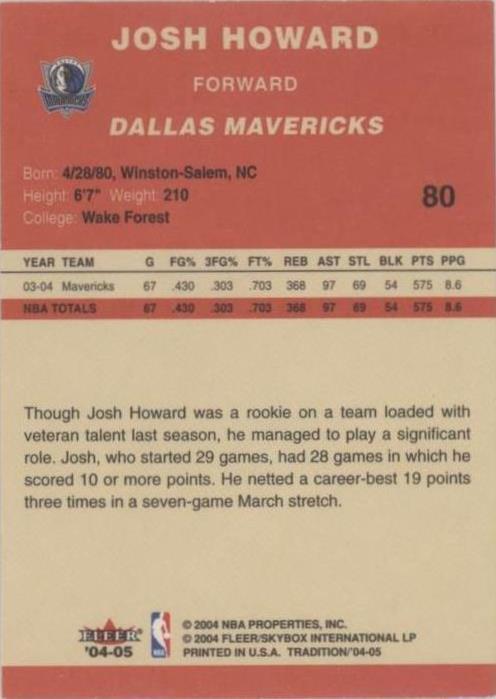 JOSH HOWARD
FORWARD
MAVERICKS
DALLAS MAVERICKS
Born: 4/28/80, Winston-Salem, NC
Height: 6'7" Weight: 210
80
College: Wake Forest
YEAR TEAM G FG% 3FG% FT% REB AST STL BLK PTS PPG
03-04 Mavericks 67 .430 .303 .703 368 97 69 54 575 8.6
NBA TOTALS 67 .430 .303 .703 368 97 69 54 575 8.6
Though Josh Howard was a rookie on a team loaded with
veteran talent last season, he managed to play a significant
role. Josh, who started 29 games, had 28 games in which he
scored 10 or more points. He netted a career-best 19 points
three times in a seven-game March stretch.
FLEER
'04-05
NBA
© 2004 NBA PROPERTIES, INC.
© 2004 FLEER/SKYBOX INTERNATIONAL LP
PRINTED IN U.S.A. TRADITION/'04-05